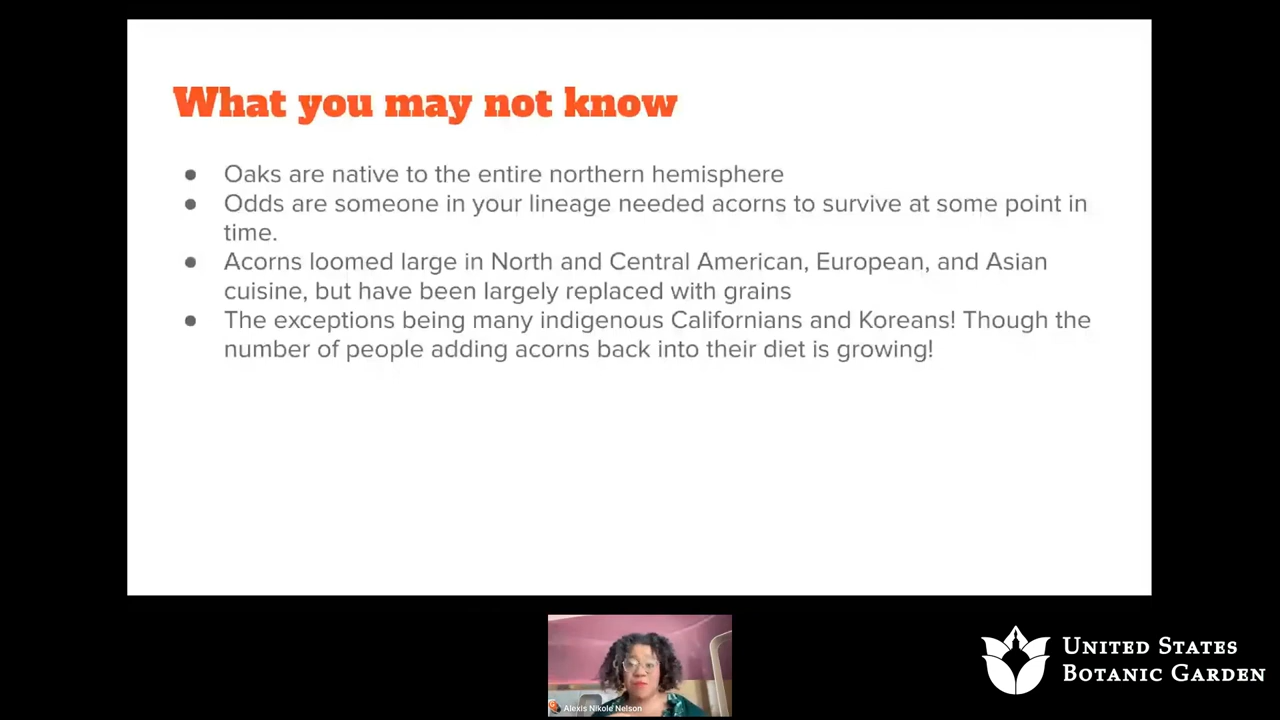 What you may not know
● Oaks are native to the entire northern hemisphere
● Odds are someone in your lineage needed acorns to survive at some point in
time.
● Acorns loomed large in North and Central American, European, and Asian
cuisine, but have been largely replaced with grains
● The exceptions being many indigenous Californians and Koreans! Though the
number of people adding acorns back into their diet is growing!
Alexis Nikole Nelson
UNITED STATES
BOTANIC GARDEN